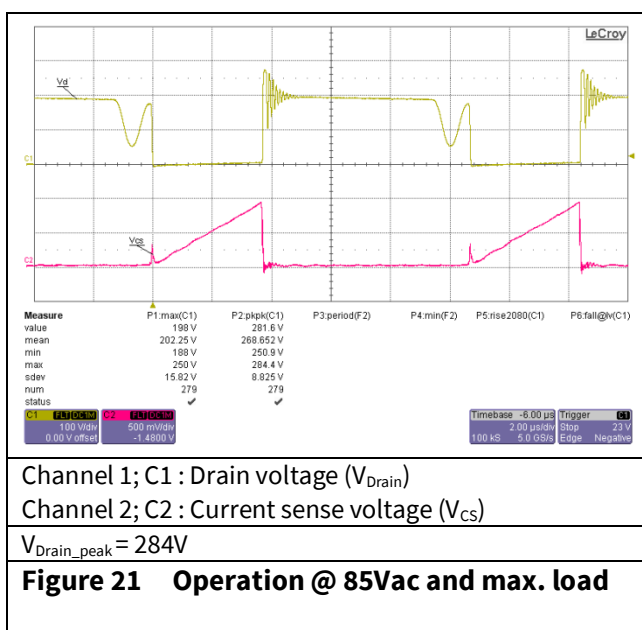 LeCroy
Vd
C1
Vcs
C2
Measure P1:max(C1) P2:pkpk(C1) P3:period(F2) P4:min(F2) P5:rise2080(C1) P6:fall@lv(C1)
value 198 V 281.6 V
mean 202.25 V 268.652 V
min 188 V 250.9 V
max 250 V 284.4 V
sdev 15.82 V 8.825 V
num 279 279
status ✔ ✔
C1 FLT DC1M C2 FLT DC1M Timebase -6.00 µs Trigger C1
100 V/div 500 mV/div 2.00 µs/div Stop 23 V
0.00 V offset -1.4800 V 100 kS 5.0 GS/s Edge Negative
Channel 1; C1 : Drain voltage (VDrain)
Channel 2; C2 : Current sense voltage (VCS)
VDrain_peak = 284V
Figure 21 Operation @ 85Vac and max. load